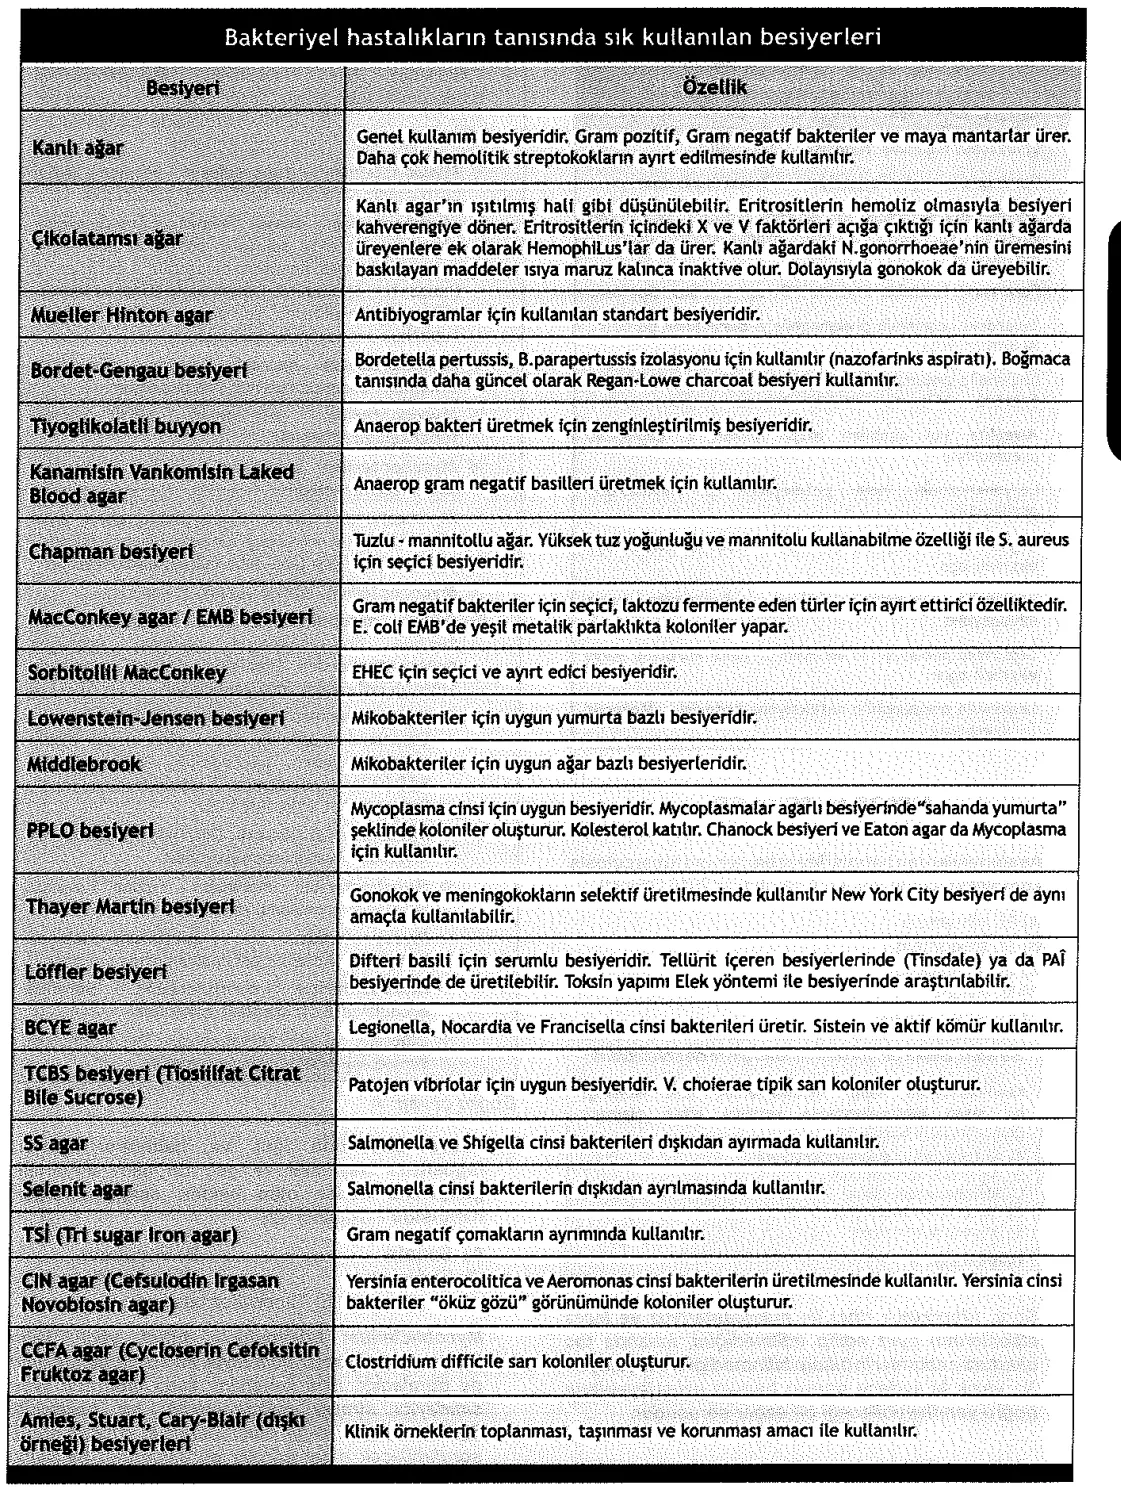 Bakteriyel hastalıkların tanısında sık kullanılan besiyerleri
Besiyeri
Özellik
Kanlı ağar
Genel kullanım besiyeridir. Gram pozitif, Gram negatif bakteriler ve maya mantarlar ürer.
Daha çok hemolitik streptokokların ayırt edilmesinde kullanılır.
Çikolatamsı ağar
Kanlı agar'ın ışıtılmış hali gibi düşünülebilir. Eritrositlerin hemoliz olmasıyla besiyeri
kahverengiye döner. Eritrositlerin içindeki X ve V faktörleri açığa çıktığı için kanlı ağarda
üreyenlere ek olarak HemophiLus'lar da ürer. Kanlı ağardaki N.gonorrhoeae'nin üremesini
baskılayan maddeler ısıya maruz kalınca inaktive olur. Dolayısıyla gonokok da üreyebilir.
Mueller Hinton agar
Antibiyogramlar için kullanılan standart besiyeridir.
Bordet-Gengau besiyeri
Bordetella pertussis, B.parapertussis izolasyonu için kullanılır (nazofarinks aspiratı). Boğmaca
tanısında daha güncel olarak Regan-Lowe charcoal besiyeri kullanılır.
Tiyoglikolatlı buyyon
Anaerop bakteri üretmek için zenginleştirilmiş besiyeridir.
Kanamisin Vankomisin Laked
Blood agar
Anaerop gram negatif basilleri üretmek için kullanılır.
Chapman besiyeri
Tuzlu - mannitollu ağar. Yüksek tuz yoğunluğu ve mannitolu kullanabilme özelliği ile S. aureus
için seçici besiyeridir.
MacConkey agar / EMB besiyeri
Gram negatif bakteriler için seçici, laktozu fermente eden türler için ayırt ettirici özelliktedir.
E. coli EMB'de yeşil metalik parlaklıkta koloniler yapar.
Sorbitollü MacConkey
EHEC için seçici ve ayırt edici besiyeridir.
Lowenstein-Jensen besiyeri
Mikobakteriler için uygun yumurta bazlı besiyeridir.
Middlebrook
Mikobakteriler için uygun ağar bazlı besiyerleridir.
PPLO besiyeri
Mycoplasma cinsi için uygun besiyeridir. Mycoplasmalar agarlı besiyerinde"sahanda yumurta"
şeklinde koloniler oluşturur. Kolesterol katılır. Chanock besiyeri ve Eaton agar da Mycoplasma
için kullanılır.
Thayer Martin besiyeri
Gonokok ve meningokokların selektif üretilmesinde kullanılır New York City besiyeri de aynı
amaçla kullanılabilir.
Löffler besiyeri
Difteri basili için serumlu besiyeridir. Tellürit içeren besiyerlerinde (Tinsdale) ya da PAÎ
besiyerinde de üretilebilir. Toksin yapımı Elek yöntemi ile besiyerinde araştırılabilir.
BCYE agar
Legionella, Nocardia ve Francisella cinsi bakterileri üretir. Sistein ve aktif kömür kullanılır.
TCBS besiyeri (Tiosülfat Citrat
Bile Sucrose)
Patojen vibriolar için uygun besiyeridir. V. cholerae tipik sarı koloniler oluşturur.
SS agar
Salmonella ve Shigella cinsi bakterileri dışkıdan ayırmada kullanılır.
Selenit agar
Salmonella cinsi bakterilerin dışkıdan ayrılmasında kullanılır.
TSİ (Tri sugar Iron agar)
Gram negatif çomakların ayrımında kullanılır.
CIN agar (Cefsulodin Irgasan
Novobiosin agar)
Yersinia enterocolitica ve Aeromonas cinsi bakterilerin üretilmesinde kullanılır. Yersinia cinsi
bakteriler "öküz gözü" görünümünde koloniler oluşturur.
CCFA agar (Cycloserin Cefoksitin
Fruktoz agar)
Clostridium difficile sarı koloniler oluşturur.
Amies, Stuart, Cary-Blair (dışkı
örneği) besiyerleri
Klinik örneklerin toplanması, taşınması ve korunması amacı ile kullanılır.